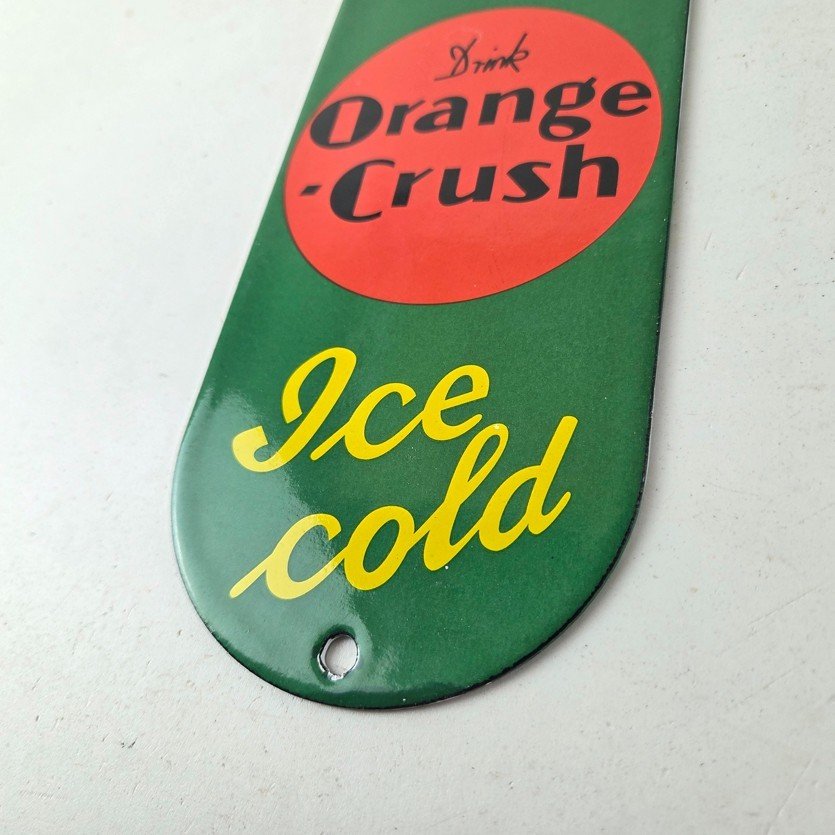 Drink
Orange
-Crush
Ice
cold